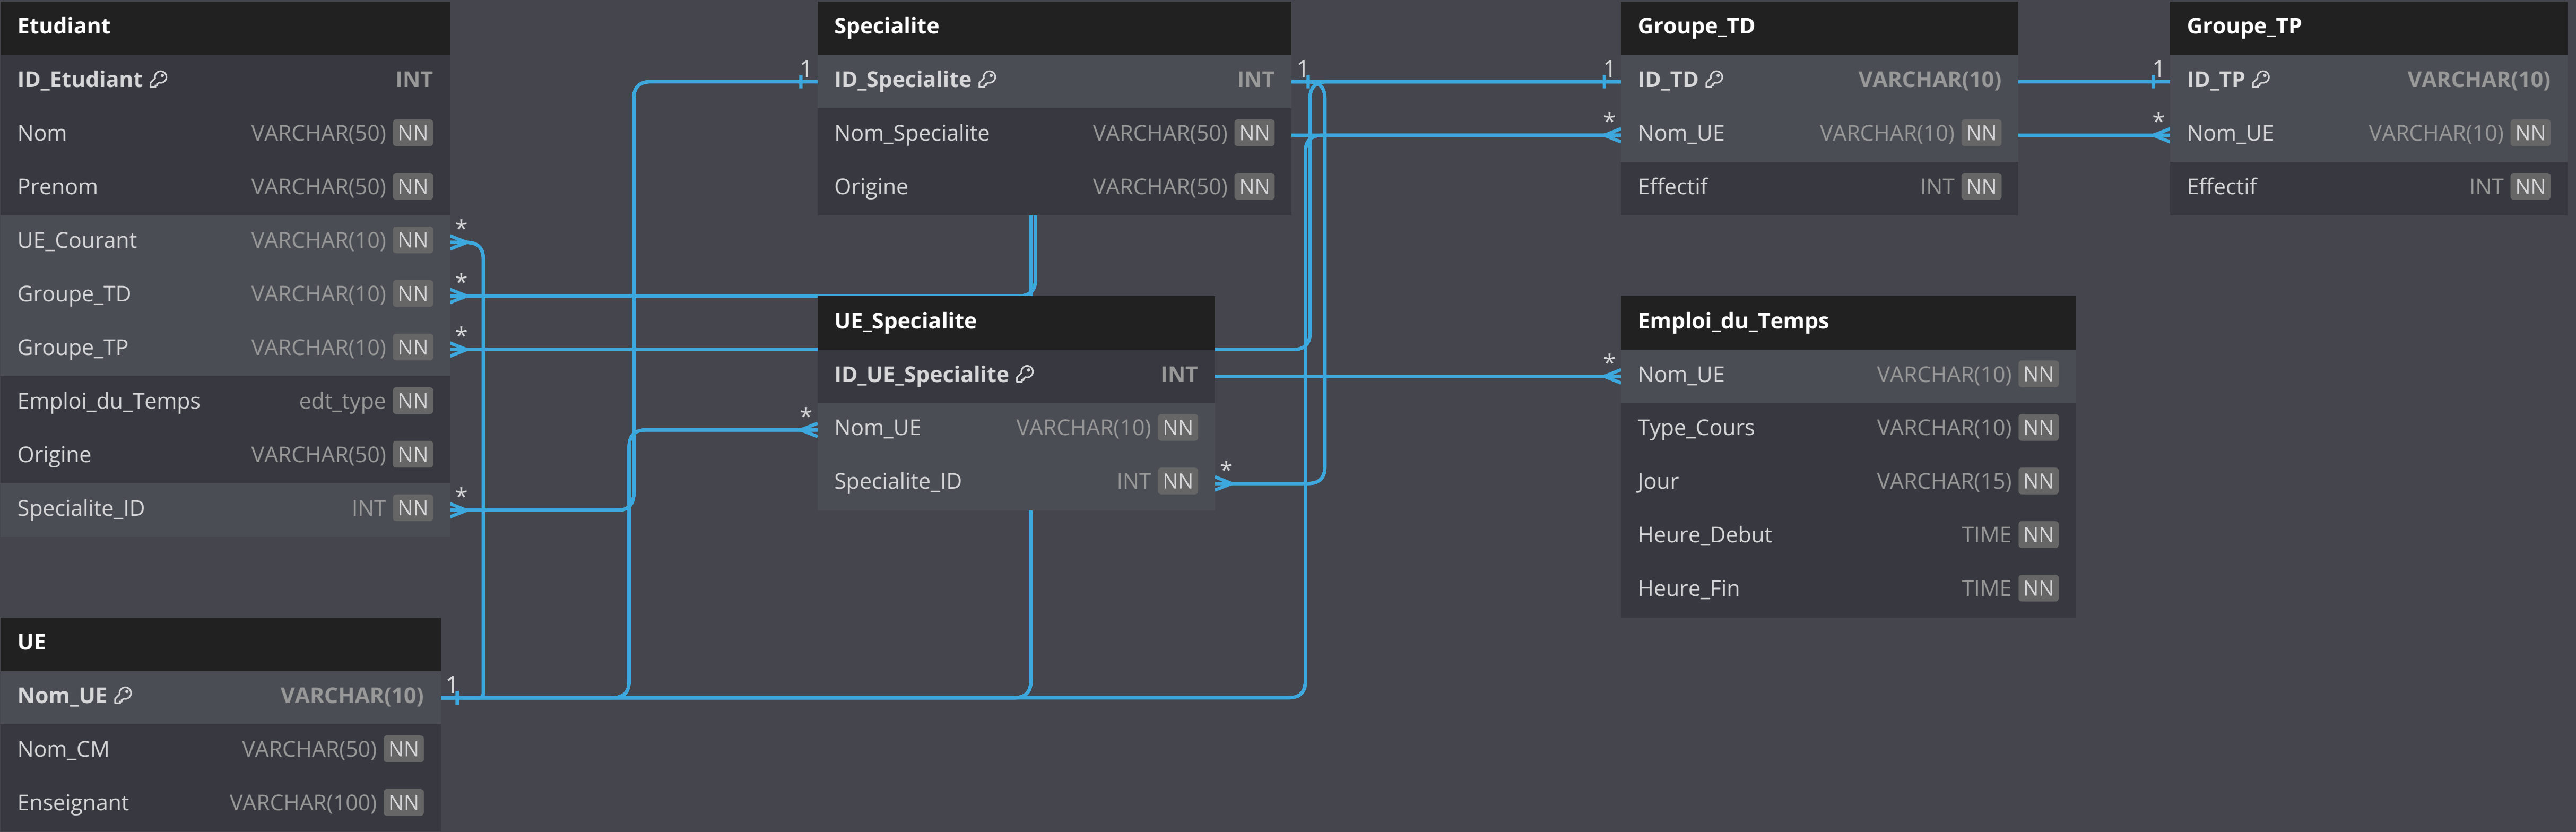 Etudiant
ID_Etudiant INT
Nom VARCHAR(50) NN
Prenom VARCHAR(50) NN
UE_Courant VARCHAR(10) NN *
Groupe_TD VARCHAR(10) NN *
Groupe_TP VARCHAR(10) NN *
Emploi_du_Temps edt_type NN
Origine VARCHAR(50) NN
Specialite_ID INT NN *
UE
Nom_UE VARCHAR(10) 1
Nom_CM VARCHAR(50) NN
Enseignant VARCHAR(100) NN
Specialite
1 ID_Specialite INT 1
Nom_Specialite VARCHAR(50) NN
Origine VARCHAR(50) NN
UE_Specialite
ID_UE_Specialite INT
* Nom_UE VARCHAR(10) NN
Specialite_ID INT NN *
Groupe_TD
1 ID_TD VARCHAR(10)
* Nom_UE VARCHAR(10) NN
Effectif INT NN
Emploi_du_Temps
* Nom_UE VARCHAR(10) NN
Type_Cours VARCHAR(10) NN
Jour VARCHAR(15) NN
Heure_Debut TIME NN
Heure_Fin TIME NN
Groupe_TP
1 ID_TP VARCHAR(10)
* Nom_UE VARCHAR(10) NN
Effectif INT NN